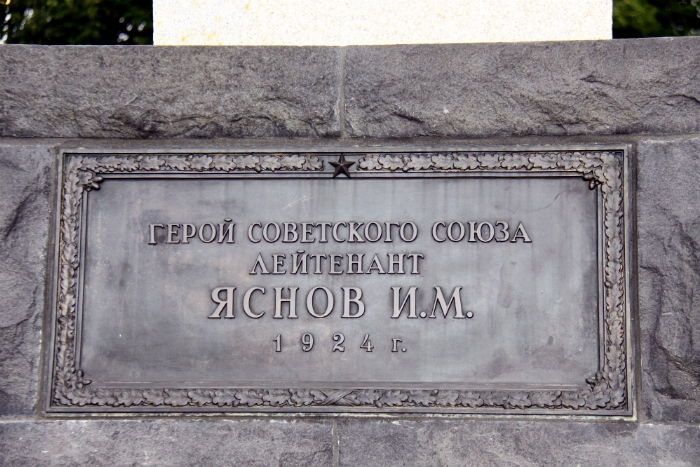 ГЕРОЙ СОВЕТСКОГО СОЮЗА
ЛЕЙТЕНАНТ
ЯСНОВ И.М.
1924 г.